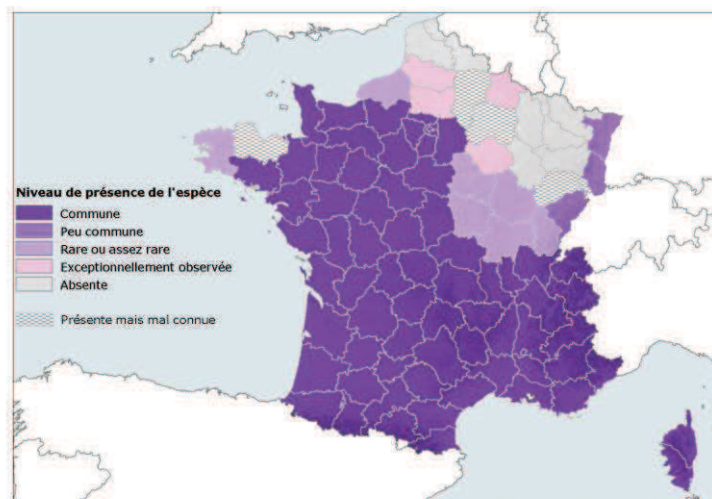 Niveau de présence de l'espèce
Commune
Peu commune
Rare ou assez rare
Exceptionnellement observée
Absente
Présente mais mal connue